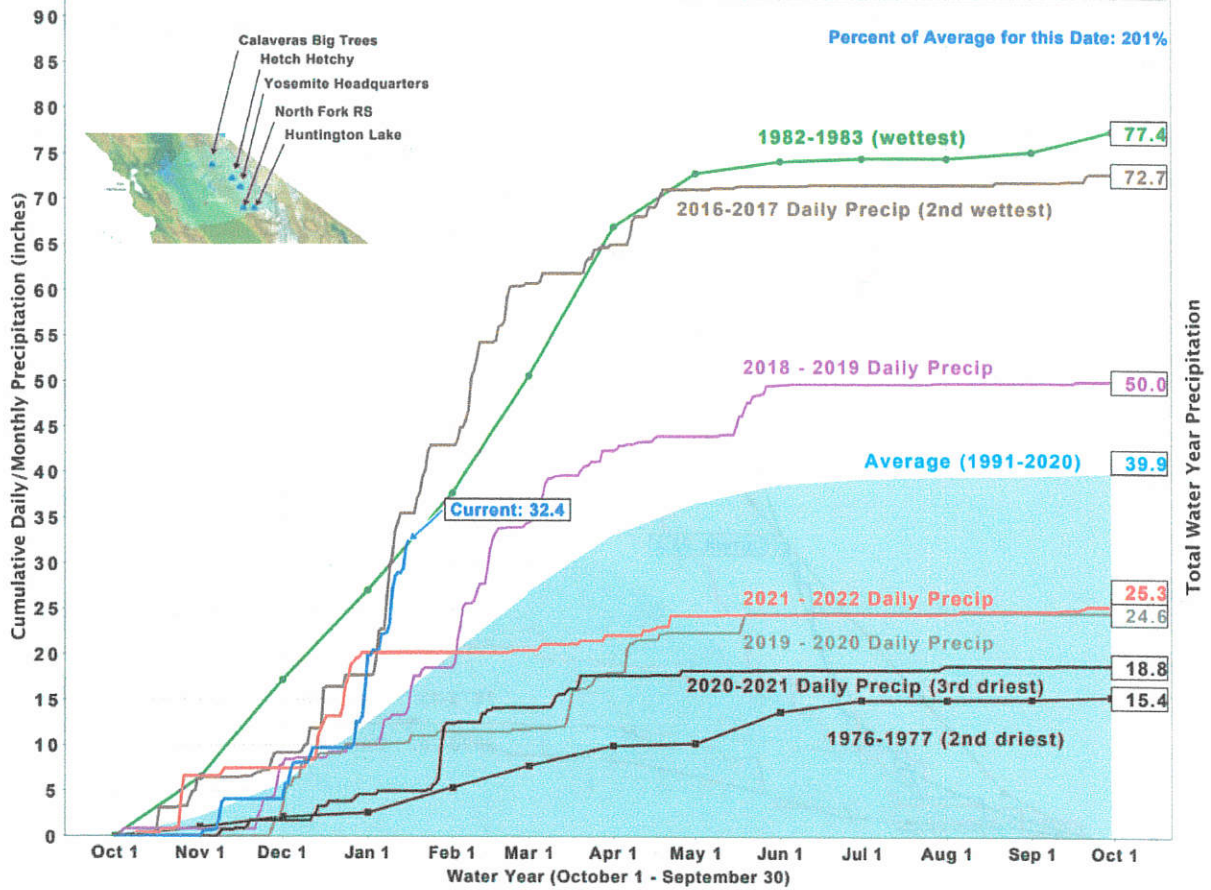 Percent of Average for this Date: 201%
Calaveras Big Trees
Hetch Hetchy
Yosemite Headquarters
North Fork RS
Huntington Lake
Cumulative Daily/Monthly Precipitation (inches)
90
85
80
75
70
65
60
55
50
45
40
35
30
25
20
15
10
5
0
1982-1983 (wettest)
77.4
72.7
2016-2017 Daily Precip (2nd wettest)
2018 - 2019 Daily Precip
50.0
Average (1991-2020)
39.9
Current: 32.4
2021 - 2022 Daily Precip
25.3
24.6
2019 - 2020 Daily Precip
18.8
2020-2021 Daily Precip (3rd driest)
15.4
1976-1977 (2nd driest)
Total Water Year Precipitation
Oct 1 Nov 1 Dec 1 Jan 1 Feb 1 Mar 1 Apr 1 May 1 Jun 1 Jul 1 Aug 1 Sep 1 Oct 1
Water Year (October 1 - September 30)